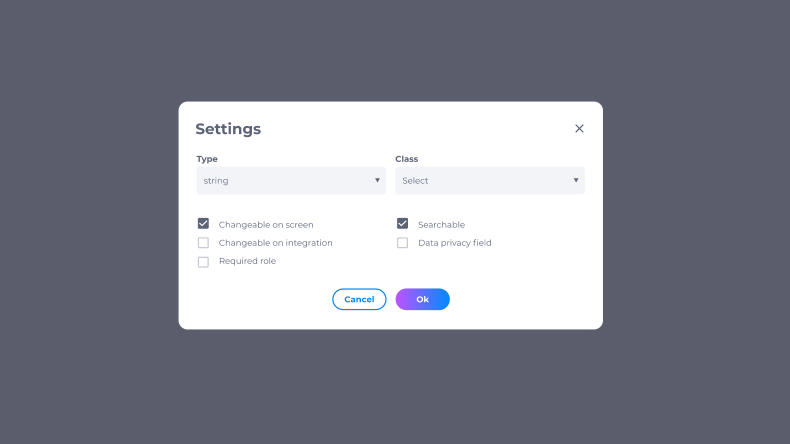 Settings
Type
Class
string
Select
Changeable on screen
Searchable
Changeable on integration
Data privacy field
Required role
Cancel
Ok